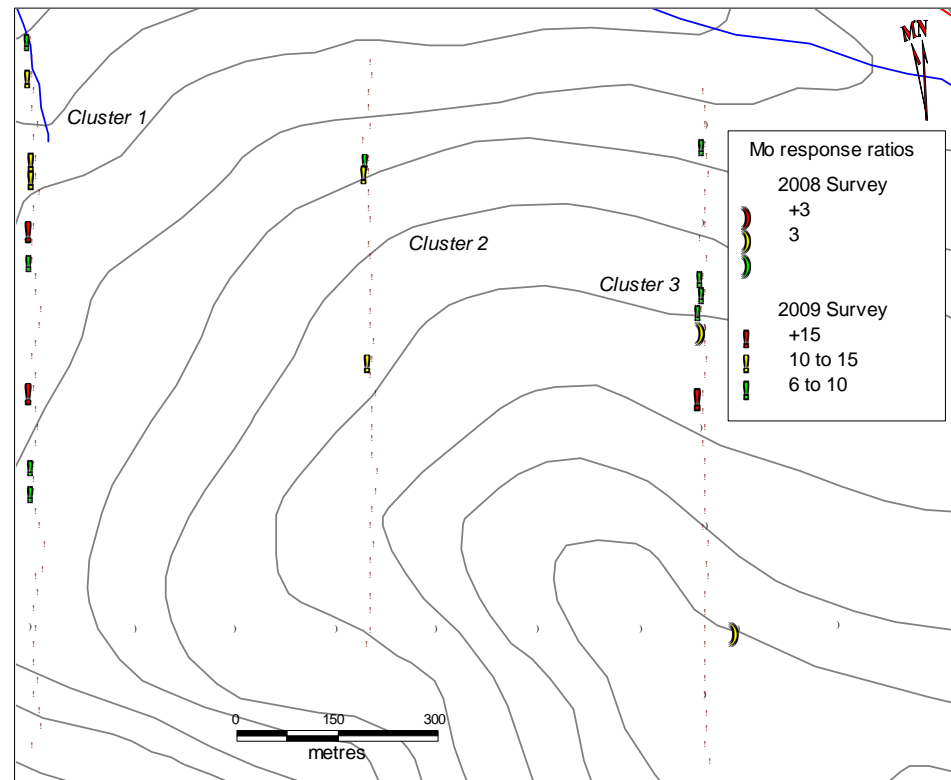 MN
Cluster 1
Cluster 2
Cluster 3
Mo response ratios
2008 Survey
+3
3
2009 Survey
+15
10 to 15
6 to 10
0 150 300
metres